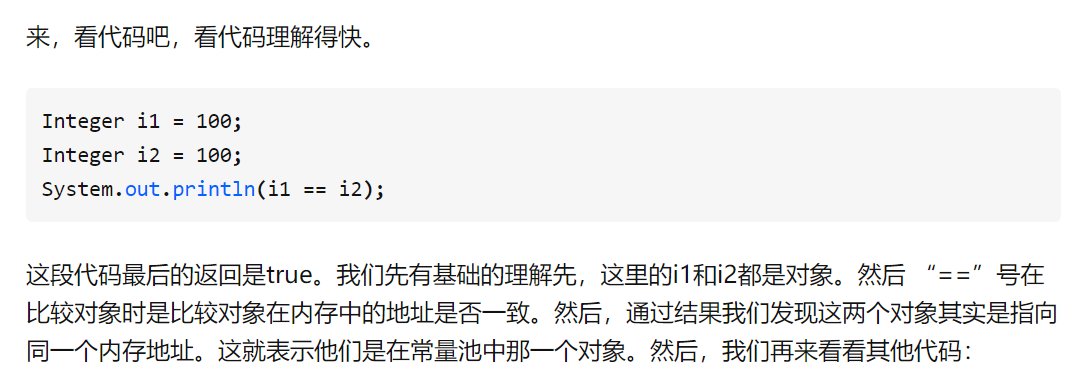 来，看代码吧，看代码理解得快。
Integer i1 = 100;
Integer i2 = 100;
System.out.println(i1 == i2);
这段代码最后的返回是true。我们先有基础的理解先，这里的i1和i2都是对象。然后 “==”号在
比较对象时是比较对象在内存中的地址是否一致。然后，通过结果我们发现这两个对象其实是指向
同一个内存地址。这就表示他们是在常量池中那一个对象。然后，我们再来看看其他代码：